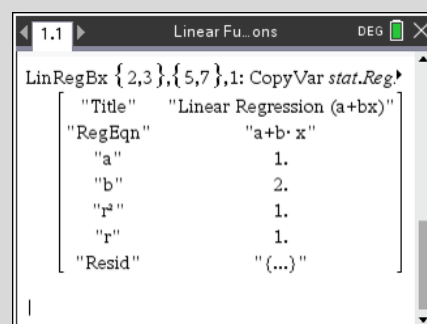 1.1 Linear Fu...ons DEG
LinRegBx {2,3},{5,7},1: CopyVar stat.Reg.
"Title" "Linear Regression (a+bx)"
"RegEqn" "a+b· x"
"a" 1.
"b" 2.
"r²" 1.
"r" 1.
"Resid" "{...}"